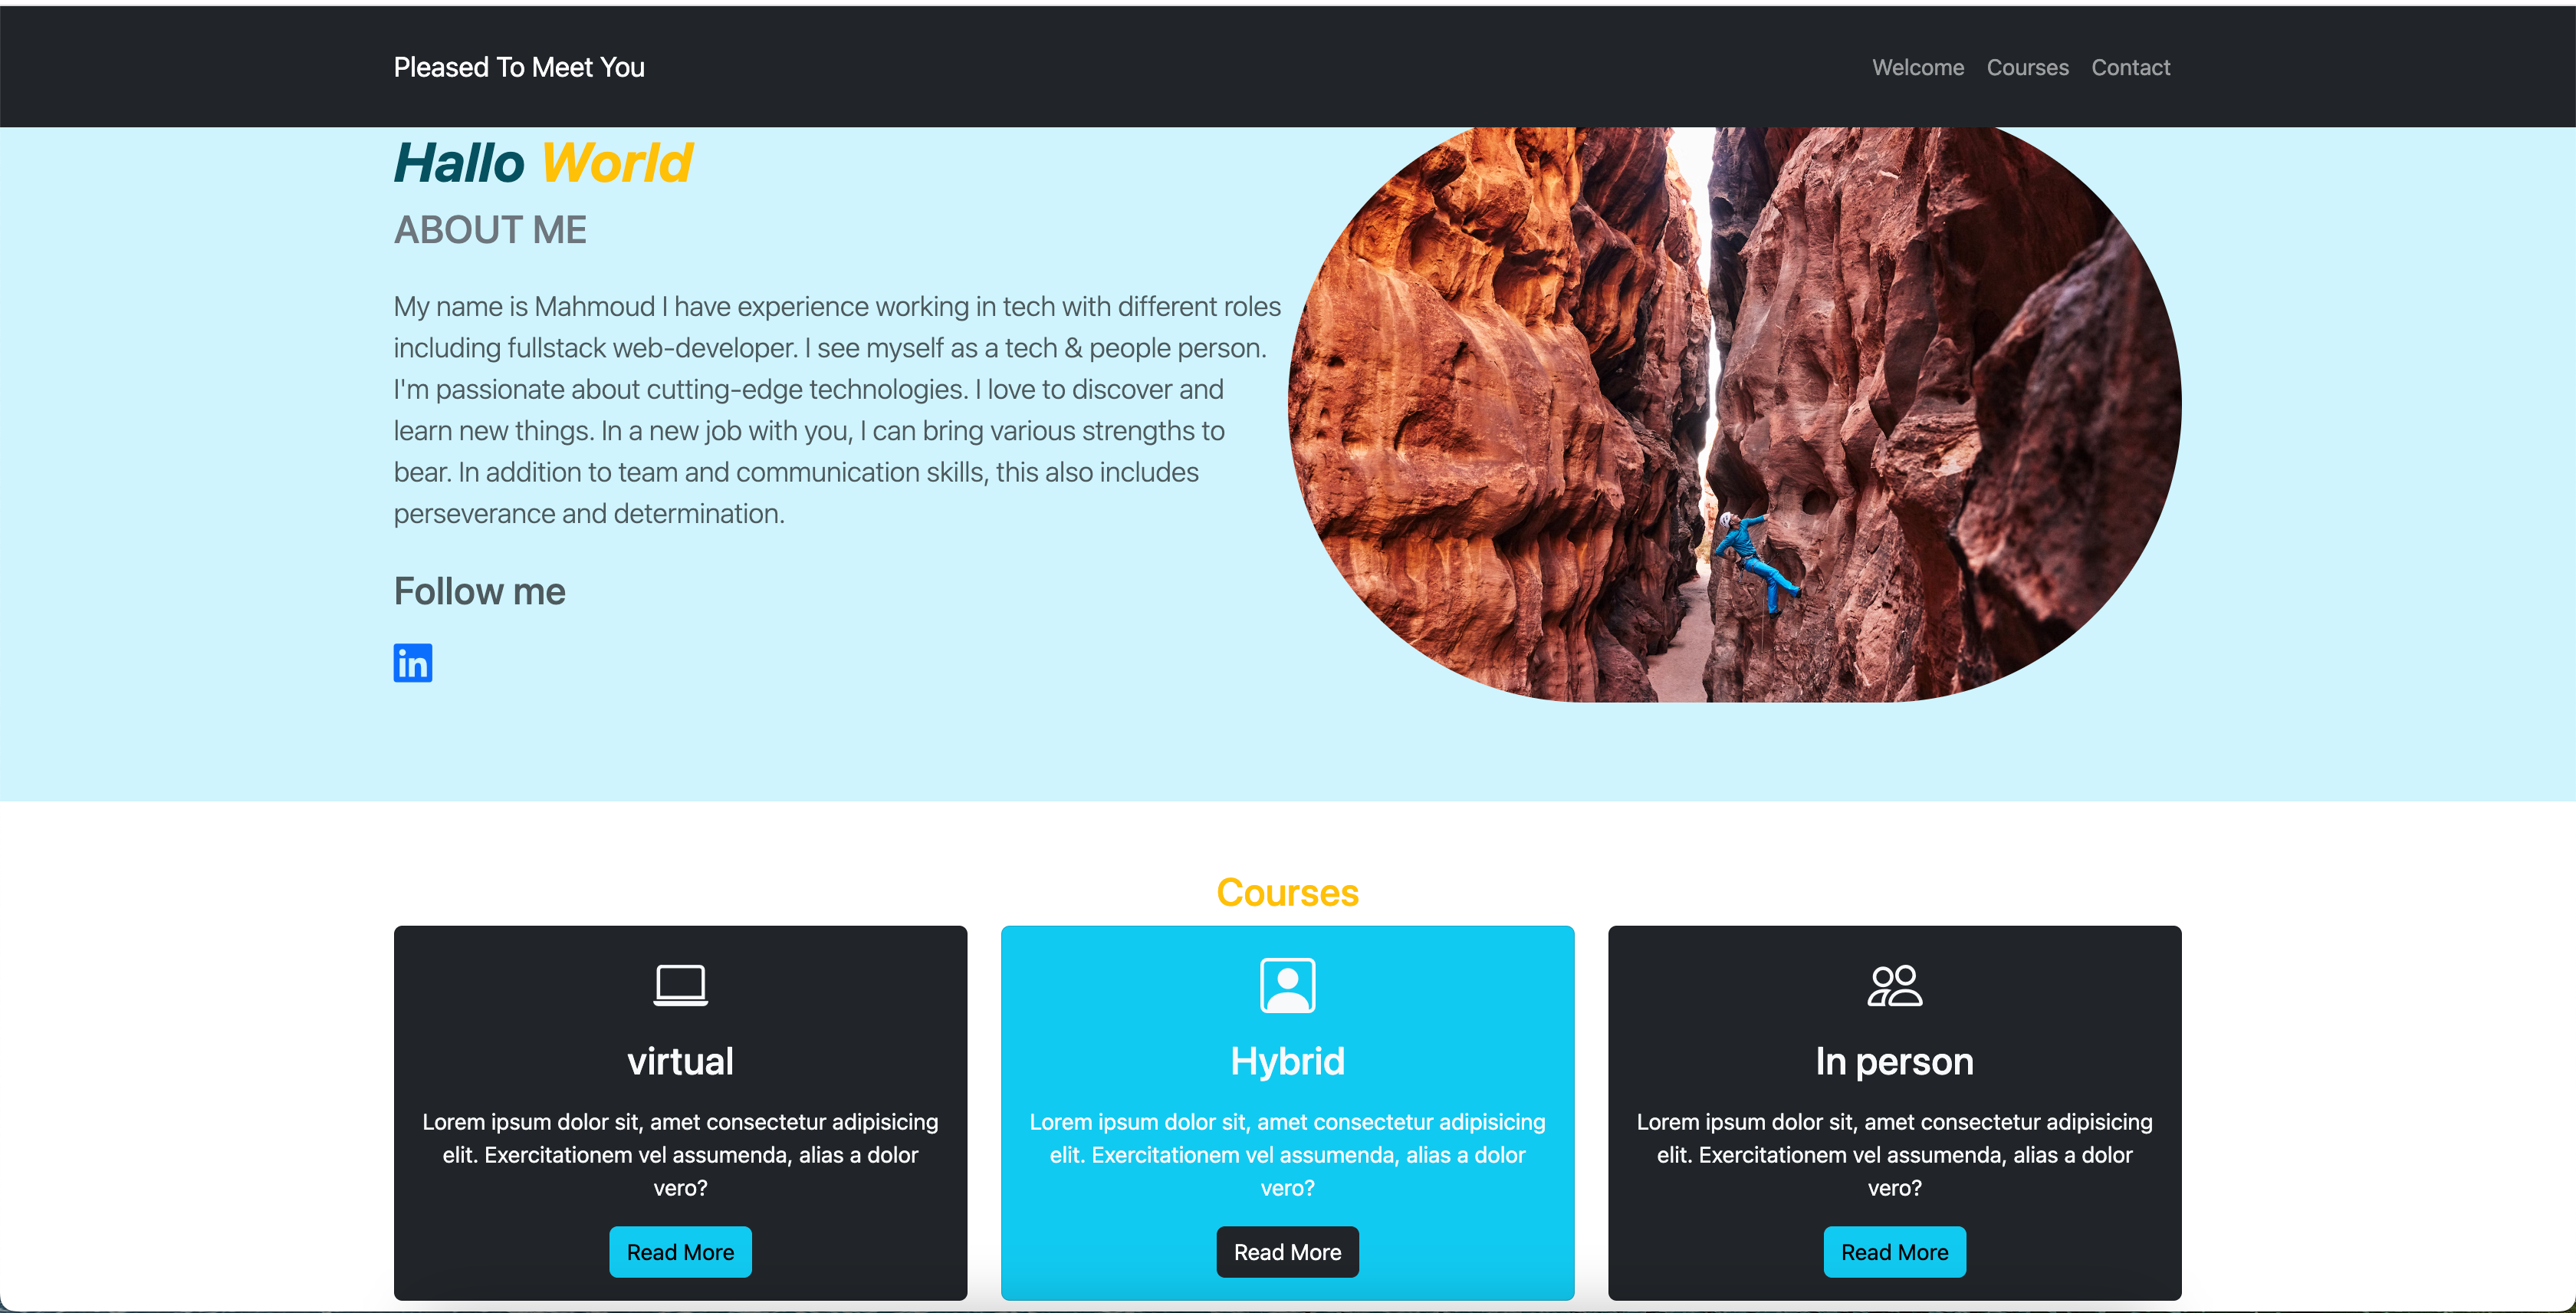 Pleased To Meet You
Welcome Courses Contact
Hallo World
ABOUT ME
My name is Mahmoud I have experience working in tech with different roles
including fullstack web-developer. I see myself as a tech & people person.
I'm passionate about cutting-edge technologies. I love to discover and
learn new things. In a new job with you, I can bring various strengths to
bear. In addition to team and communication skills, this also includes
perseverance and determination.
Follow me
in
Courses
virtual
Lorem ipsum dolor sit, amet consectetur adipisicing
elit. Exercitationem vel assumenda, alias a dolor
vero?
Read More
Hybrid
Lorem ipsum dolor sit, amet consectetur adipisicing
elit. Exercitationem vel assumenda, alias a dolor
vero?
Read More
In person
Lorem ipsum dolor sit, amet consectetur adipisicing
elit. Exercitationem vel assumenda, alias a dolor
vero?
Read More